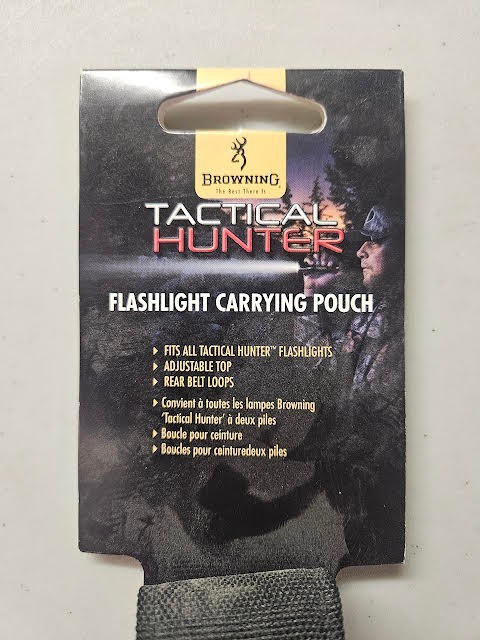 BROWNING
The Best There Is
TACTICAL
HUNTER
FLASHLIGHT CARRYING POUCH
FITS ALL TACTICAL HUNTER™ FLASHLIGHTS
ADJUSTABLE TOP
REAR BELT LOOPS
Convient à toutes les lampes Browning
'Tactical Hunter' à deux piles
Boucle pour ceinture
Boucles pour ceinturedeux piles